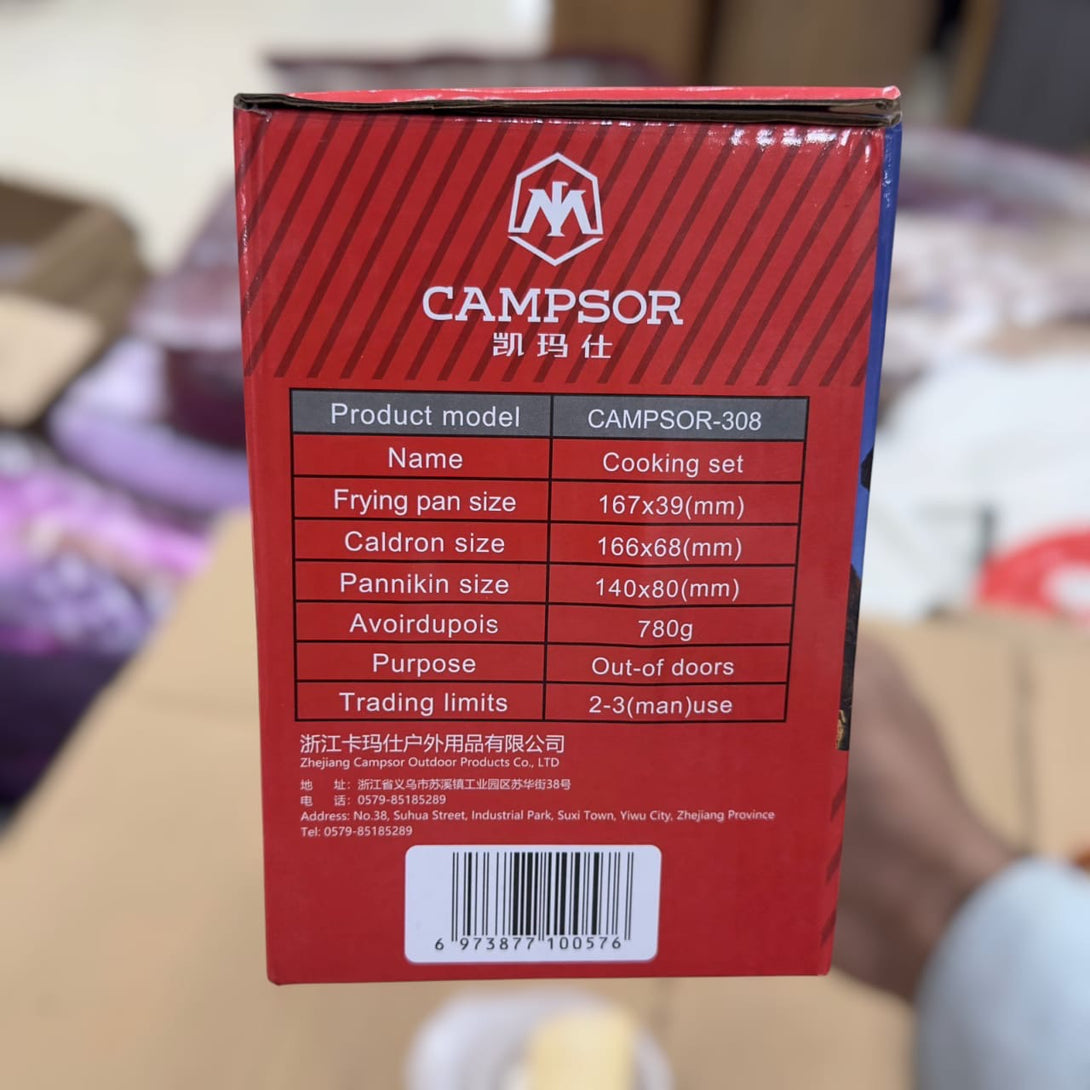 CAMPSOR
凯玛仕
Product model CAMPSOR-308
Name Cooking set
Frying pan size 167x39(mm)
Caldron size 166x68(mm)
Pannikin size 140x80(mm)
Avoirdupois 780g
Purpose Out-of doors
Trading limits 2-3(man)use
浙江卡玛仕户外用品有限公司
Zhejiang Campsor Outdoor Products Co., LTD
地 址：浙江省义乌市苏溪镇工业园区苏华街38号
电 话：0579-85185289
Address: No.38, Suhua Street, Industrial Park, Suxi Town, Yiwu City, Zhejiang Province
Tel: 0579-85185289
6 973877 100576